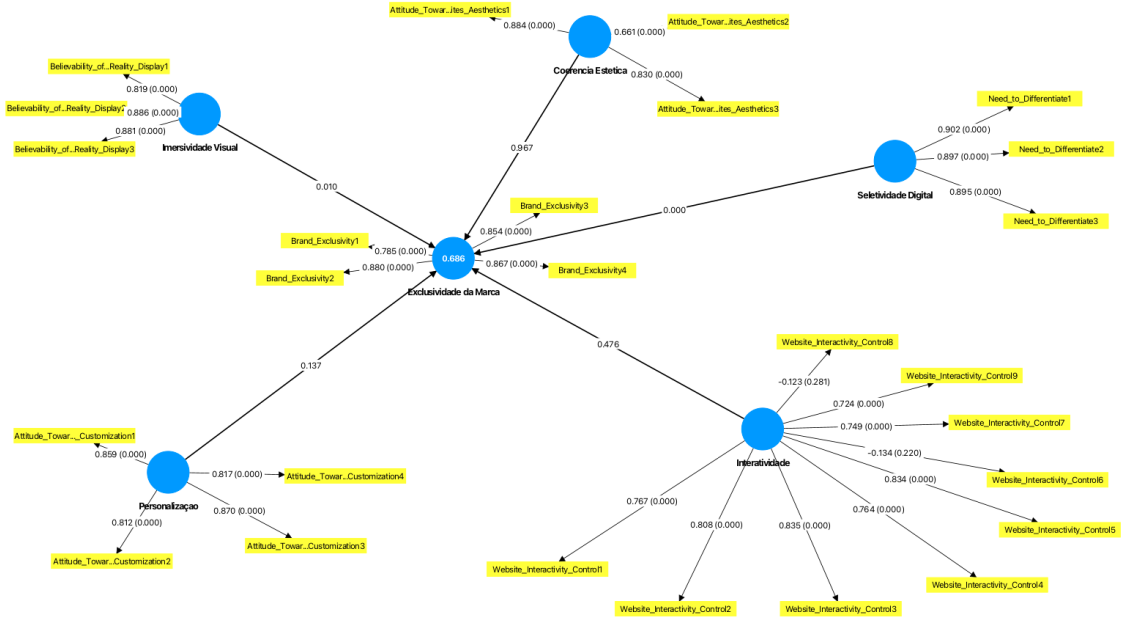 Attitude_Towar...ites_Aesthetics1
0.884 (0.000)
0.661 (0.000)
Attitude_Towar...ites_Aesthetics2
Coerencia Estetica
0.830 (0.000)
Attitude_Towar...ites_Aesthetics3
Believability_of...Reality_Display1
0.819 (0.000)
Believability_of...Reality_Display2
0.886 (0.000)
0.881 (0.000)
Believability_of...Reality_Display3
Imersividade Visual
Need_to_Differentiate1
0.902 (0.000)
0.897 (0.000)
Need_to_Differentiate2
0.895 (0.000)
Seletividade Digital
Need_to_Differentiate3
0.967
0.010
0.000
Brand_Exclusivity3
0.854 (0.000)
Brand_Exclusivity1
0.785 (0.000)
0.686
0.867 (0.000)
Brand_Exclusivity4
0.880 (0.000)
Brand_Exclusivity2
Exclusividade da Marca
0.137
0.476
Website_Interactivity_Control8
-0.123 (0.281)
Website_Interactivity_Control9
0.724 (0.000)
0.749 (0.000)
Website_Interactivity_Control7
-0.134 (0.220)
Website_Interactivity_Control6
0.834 (0.000)
Interatividade
Website_Interactivity_Control5
0.767 (0.000)
0.808 (0.000)
0.835 (0.000)
0.764 (0.000)
Website_Interactivity_Control1
Website_Interactivity_Control2
Website_Interactivity_Control3
Website_Interactivity_Control4
Attitude_Towar..._Customization1
0.859 (0.000)
0.817 (0.000)
Attitude_Towar...Customization4
Personalizaçao
0.812 (0.000)
0.870 (0.000)
Attitude_Towar...Customization3
Attitude_Towar...Customization2